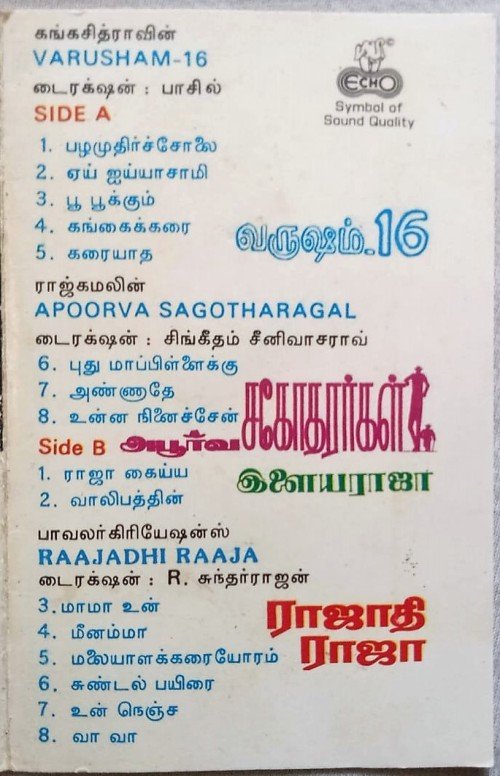 கங்கசித்ராவின்
VARUSHAM-16
டைரக்ஷன் : பாசில்
SIDE A
ECHO
Symbol of
Sound Quality
1. பழமுதிர்ச்சோலை
2. ஏய் ஐய்யாசாமி
3. பூ பூக்கும்
4. கங்கைக்கரை
5. கரையாத
வருஷம்.16
ராஜ்கமலின்
APOORVA SAGOTHARAGAL
டைரக்ஷன் : சிங்கீதம் சீனிவாசராவ்
6. புது மாப்பிள்ளைக்கு
7. அண்ணாதே
8. உன்ன நினைச்சேன்
அபூர்வ சகோதரர்கள்
Side B
இளையராஜா
1. ராஜா கைய்ய
2. வாலிபத்தின்
பாவலர்கிரியேஷன்ஸ்
RAAJADHI RAAJA
டைரக்ஷன் : R. சுந்தர்ராஜன்
3. மாமா உன்
4. மீனம்மா
5. மலையாளக்கரையோரம்
6. சுண்டல் பயிரை
7. உன் நெஞ்ச
8. வா வா
ராஜாதி
ராஜா